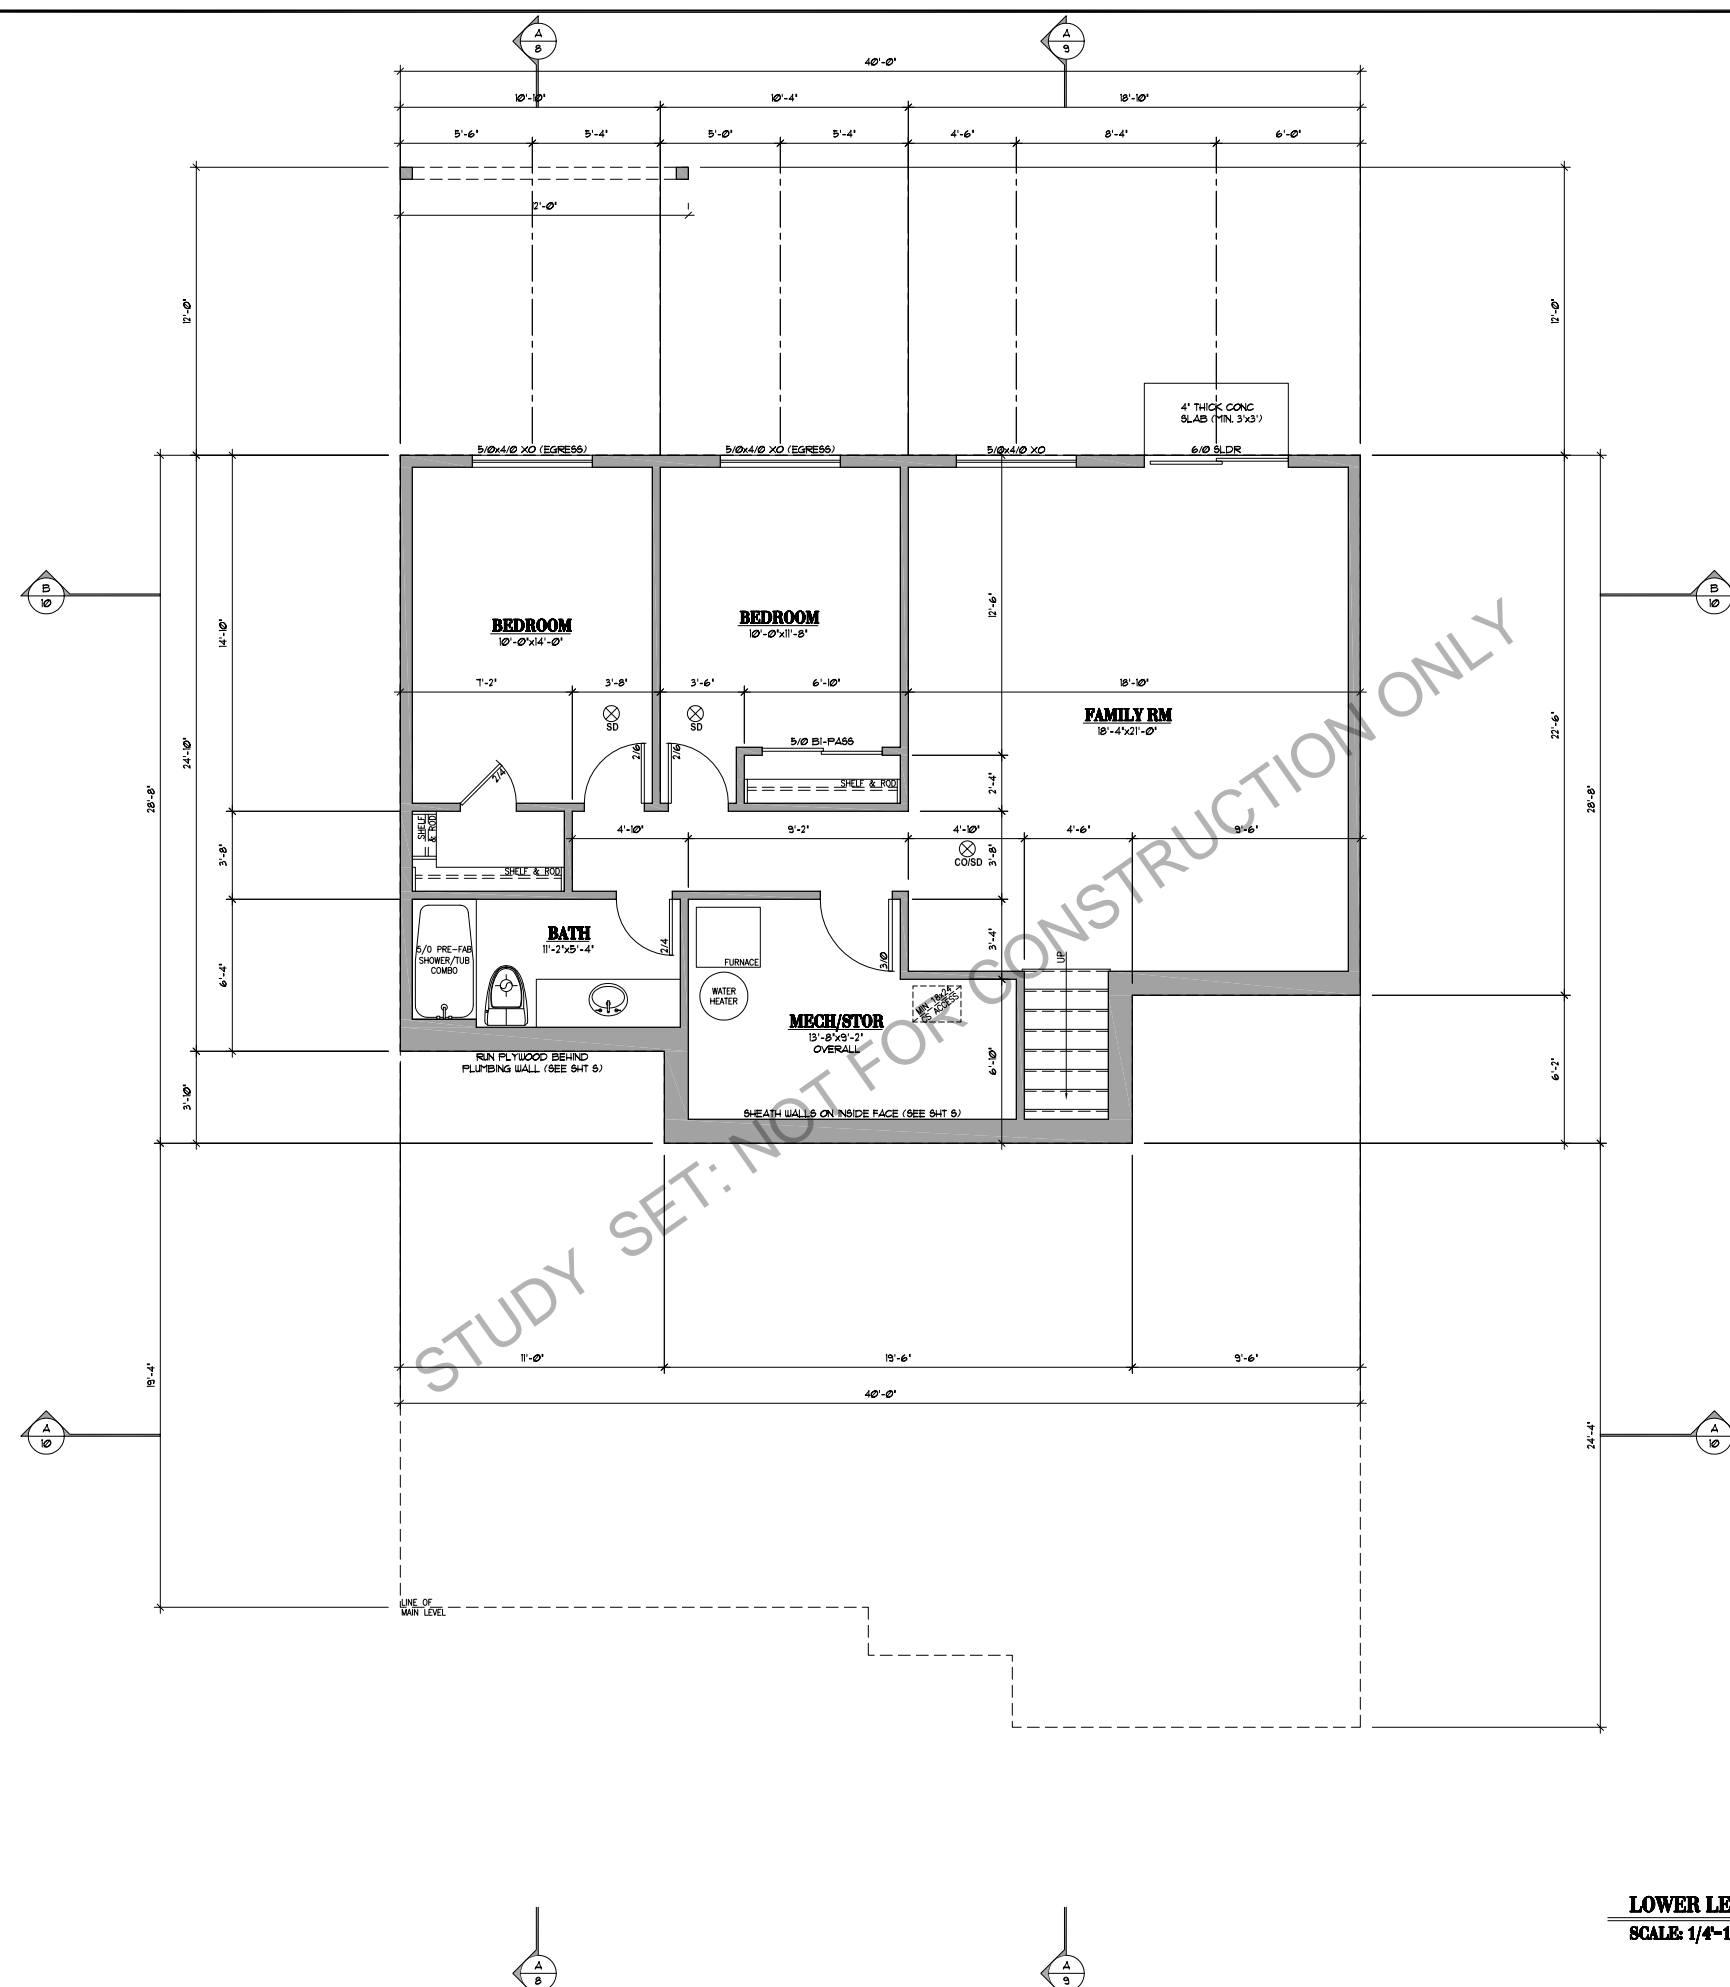 A
8
A
9
40'-0"
10'-10"
10'-4"
18'-10"
5'-6"
5'-4"
5'-0"
5'-4"
4'-6"
8'-4"
6'-0"
2'-0"
12'-0"
12'-0"
4" THICK CONC
SLAB (MIN. 3'x3')
5/0x4/0 XO (EGRESS)
5/0x4/0 XO (EGRESS)
5/0x4/0 XO
6/0 SLDR
B
10
B
10
BEDROOM
10'-0"x14'-0"
BEDROOM
10'-0"x11'-8"
12'-6"
14'-10"
7'-2"
3'-8"
3'-6"
6'-10"
18'-10"
FAMILY RM
18'-4"x21'-0"
SD
SD
22'-6"
24'-10"
28'-8"
28'-8"
2/6
2/6
5/0 BI-PASS
2/4
SHELF & ROD
2'-4"
SHELF
& ROD
4'-10"
9'-2"
4'-10"
4'-6"
9'-6"
CO/SD
3'-8"
3'-8"
SHELF & ROD
BATH
11'-2"x5'-4"
5/0 PRE-FAB
SHOWER/TUB
COMBO
2/4
FURNACE
WATER
HEATER
3/0
3'-4"
UP
6'-4"
MIN 18x24
CS ACCESS
MECH/STOR
13'-8"x9'-2"
OVERALL
RUN PLYWOOD BEHIND
PLUMBING WALL (SEE SHT S)
6'-10"
6'-2"
3'-10"
SHEATH WALLS ON INSIDE FACE (SEE SHT S)
STUDY SET: NOT FOR CONSTRUCTION ONLY
11'-0"
19'-6"
9'-6"
19'-4"
40'-0"
A
10
24'-4"
A
10
LINE OF
MAIN LEVEL
LOWER LE
SCALE: 1/4"=1
A
8
A
9